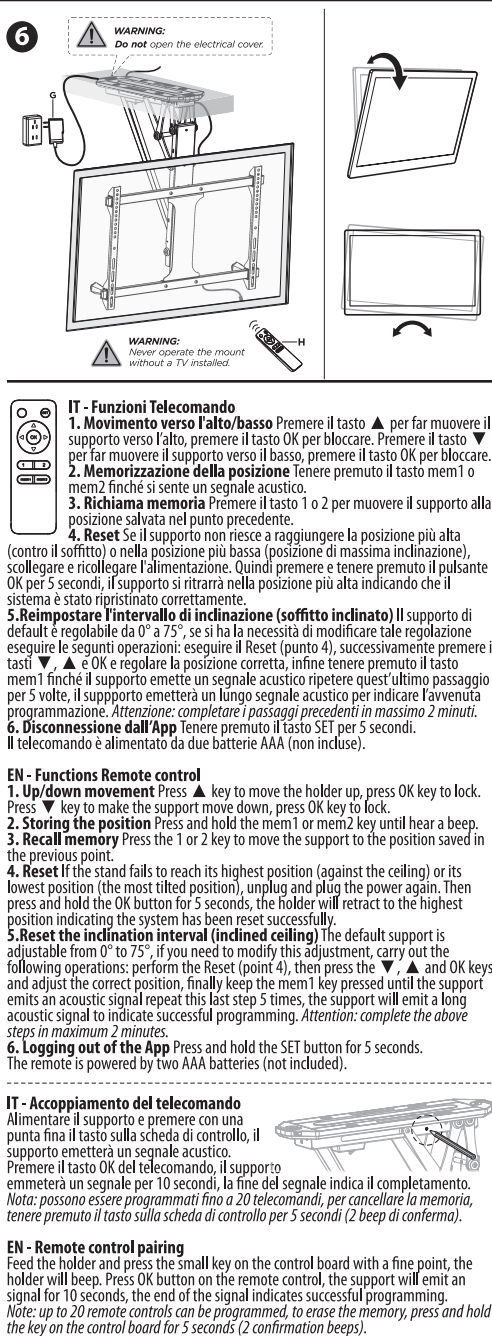 6
WARNING:
Do not open the electrical cover.
G
H
WARNING:
Never operate the mount
without a TV installed.
OK
1 2
IT - Funzioni Telecomando
1. Movimento verso l'alto/basso Premere il tasto ▲ per far muovere il
supporto verso l'alto, premere il tasto OK per bloccare. Premere il tasto ▼
per far muovere il supporto verso il basso, premere il tasto OK per bloccare.
2. Memorizzazione della posizione Tenere premuto il tasto mem1 o
mem2 finché si sente un segnale acustico.
3. Richiama memoria Premere il tasto 1 o 2 per muovere il supporto alla
posizione salvata nel punto precedente.
4. Reset Se il supporto non riesce a raggiungere la posizione più alta
(contro il soffitto) o nella posizione più bassa (posizione di massima inclinazione),
scollegare e ricollegare l'alimentazione. Quindi premere e tenere premuto il pulsante
OK per 5 secondi, il supporto si ritrarrà nella posizione più alta indicando che il
sistema è stato ripristinato correttamente.
5.Reimpostare l'intervallo di inclinazione (soffitto inclinato) Il supporto di
default è regolabile da 0° a 75°, se si ha la necessità di modificare tale regolazione
eseguire le segunti operazioni: eseguire il Reset (punto 4), successivamente premere i
tasti ▼, ▲ e OK e regolare la posizione corretta, infine tenere premuto il tasto
mem1 finché il supporto emette un segnale acustico ripetere quest'ultimo passaggio
per 5 volte, il suppporto emetterà un lungo segnale acustico per indicare l'avvenuta
programmazione. Attenzione: completare i passaggi precedenti in massimo 2 minuti.
6. Disconnessione dall'App Tenere premuto il tasto SET per 5 secondi.
Il telecomando è alimentato da due batterie AAA (non incluse).
EN - Functions Remote control
1. Up/down movement Press ▲ key to move the holder up, press OK key to lock.
Press ▼ key to make the support move down, press OK key to lock.
2. Storing the position Press and hold the mem1 or mem2 key until hear a beep.
3. Recall memory Press the 1 or 2 key to move the support to the position saved in
the previous point.
4. Reset If the stand fails to reach its highest position (against the ceiling) or its
lowest position (the most tilted position), unplug and plug the power again. Then
press and hold the OK button for 5 seconds, the holder will retract to the highest
position indicating the system has been reset successfully.
5.Reset the inclination interval (inclined ceiling) The default support is
adjustable from 0° to 75°, if you need to modify this adjustment, carry out the
following operations: perform the Reset (point 4), then press the ▼, ▲ and OK keys
and adjust the correct position, finally keep the mem1 key pressed until the support
emits an acoustic signal repeat this last step 5 times, the support will emit a long
acoustic signal to indicate successful programming. Attention: complete the above
steps in maximum 2 minutes.
6. Logging out of the App Press and hold the SET button for 5 seconds.
The remote is powered by two AAA batteries (not included).
IT - Accoppiamento del telecomando
Alimentare il supporto e premere con una
punta fina il tasto sulla scheda di controllo, il
supporto emetterà un segnale acustico.
Premere il tasto OK del telecomando, il supporto
emmeterà un segnale per 10 secondi, la fine del segnale indica il completamento.
Nota: possono essere programmati fino a 20 telecomandi, per cancellare la memoria,
tenere premuto il tasto sulla scheda di controllo per 5 secondi (2 beep di conferma).
EN - Remote control pairing
Feed the holder and press the small key on the control board with a fine point, the
holder will beep. Press OK button on the remote control, the support will emit an
signal for 10 seconds, the end of the signal indicates successful programming.
Note: up to 20 remote controls can be programmed, to erase the memory, press and hold
the key on the control board for 5 seconds (2 confirmation beeps).